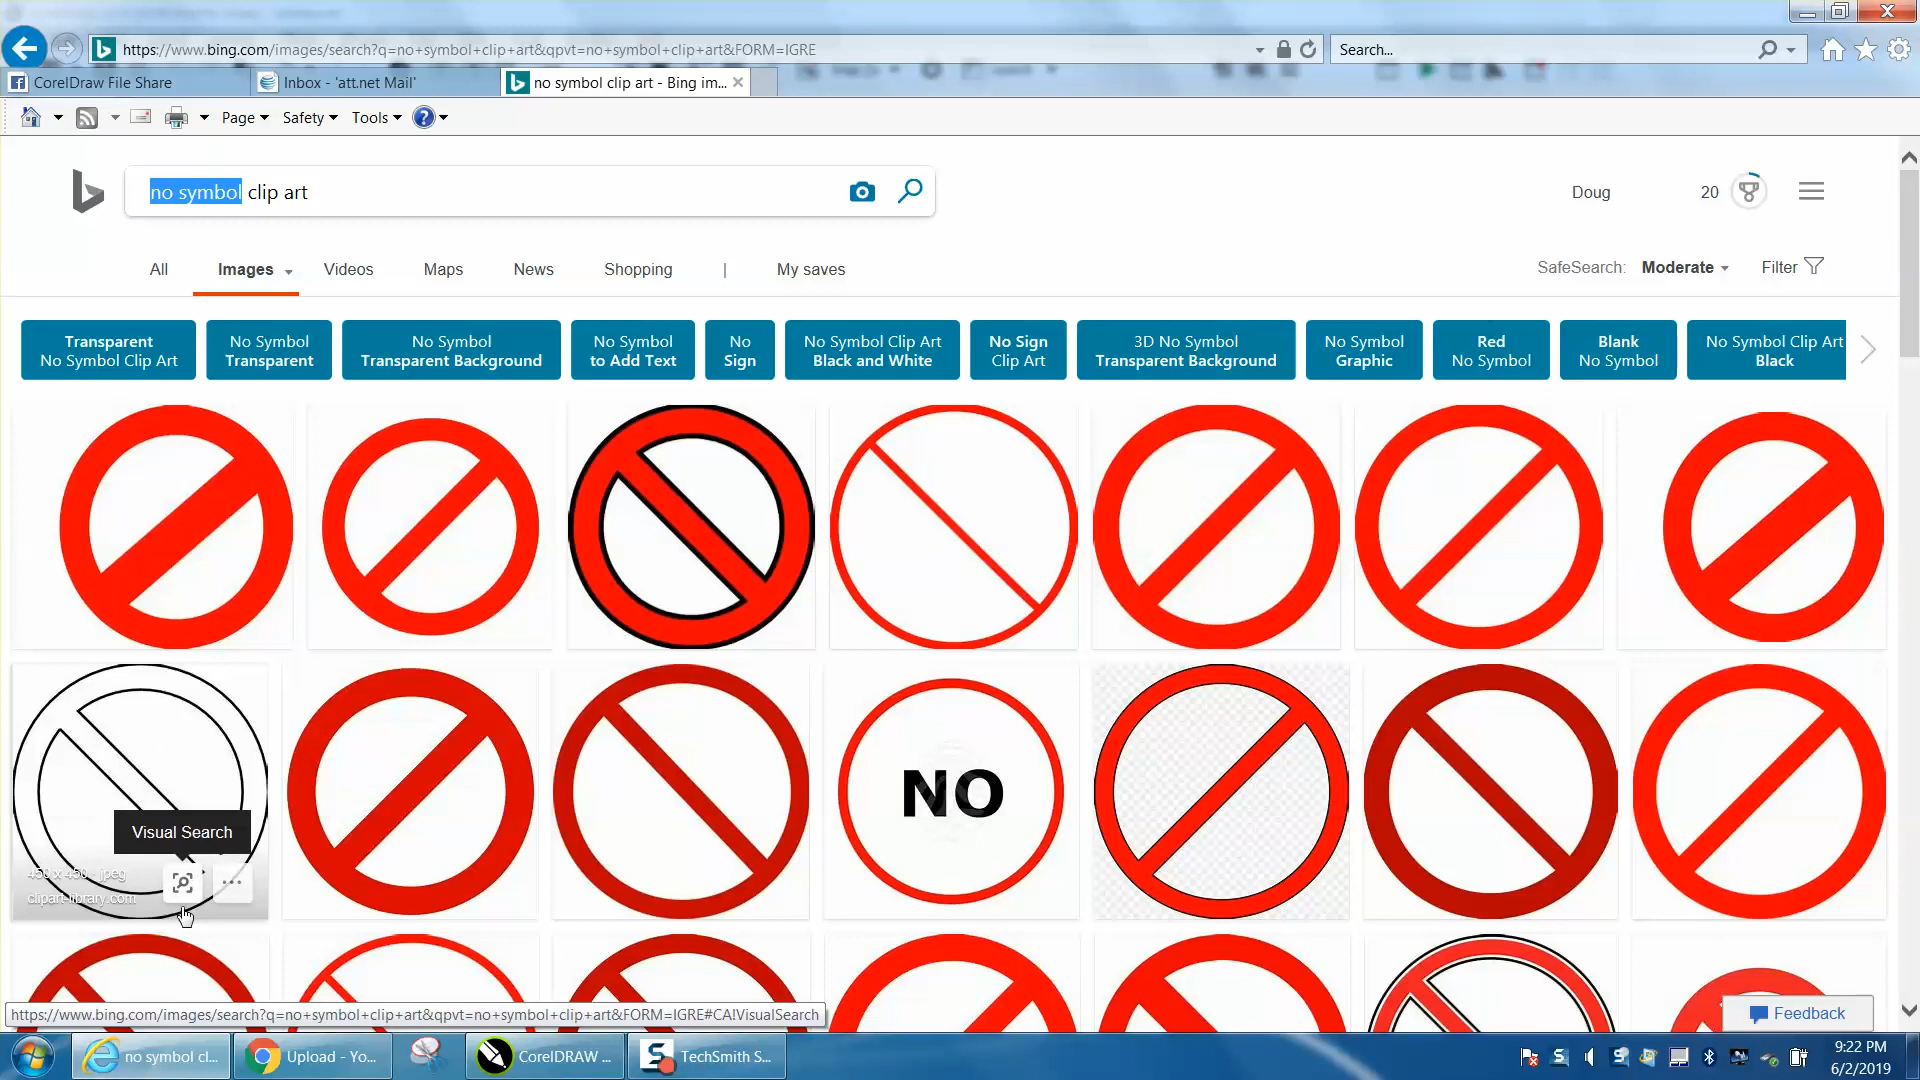 https://www.bing.com/images/search?q=no+symbol+clip+art&qpvt=no+symbol+clip+art&FORM=IGRE
Search...
CorelDraw File Share
Inbox - 'att.net Mail'
no symbol clip art - Bing im...
Page
Safety
Tools
no symbol clip art
Doug
20
All
Images
Videos
Maps
News
Shopping
|
My saves
SafeSearch:
Moderate
Filter
Transparent
No Symbol Clip Art
No Symbol
Transparent
No Symbol
Transparent Background
No Symbol
to Add Text
No
Sign
No Symbol Clip Art
Black and White
No Sign
Clip Art
3D No Symbol
Transparent Background
No Symbol
Graphic
Red
No Symbol
Blank
No Symbol
No Symbol Clip Art
Black
NO
Visual Search
450 x 450 · jpeg
clipart-library.com
Feedback
https://www.bing.com/images/search?q=no+symbol+clip+art&qpvt=no+symbol+clip+art&FORM=IGRE#CA!VisualSearch
no symbol cl...
Upload - Yo...
CorelDRAW ...
TechSmith S...
9:22 PM
6/2/2019